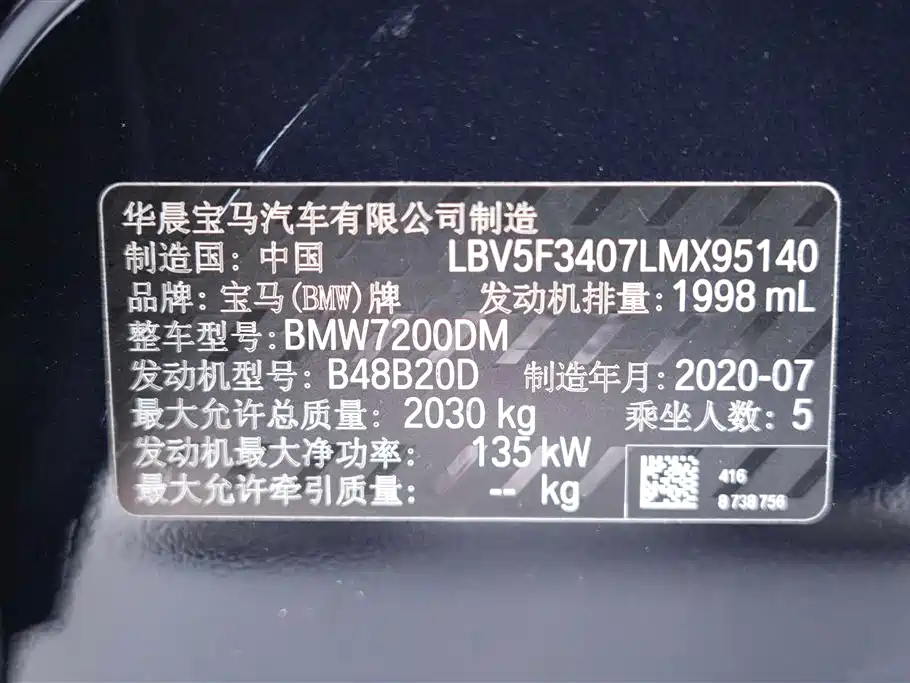 华晨宝马汽车有限公司制造
制造国：中国 LBV5F3407LMX95140
品牌：宝马(BMW)牌 发动机排量：1998 mL
整车型号：BMW7200DM
发动机型号：B48B20D 制造年月：2020-07
最大允许总质量：2030 kg 乘坐人数：5
发动机最大净功率：135 kW
最大允许牵引质量：-- kg
416
8 738 756